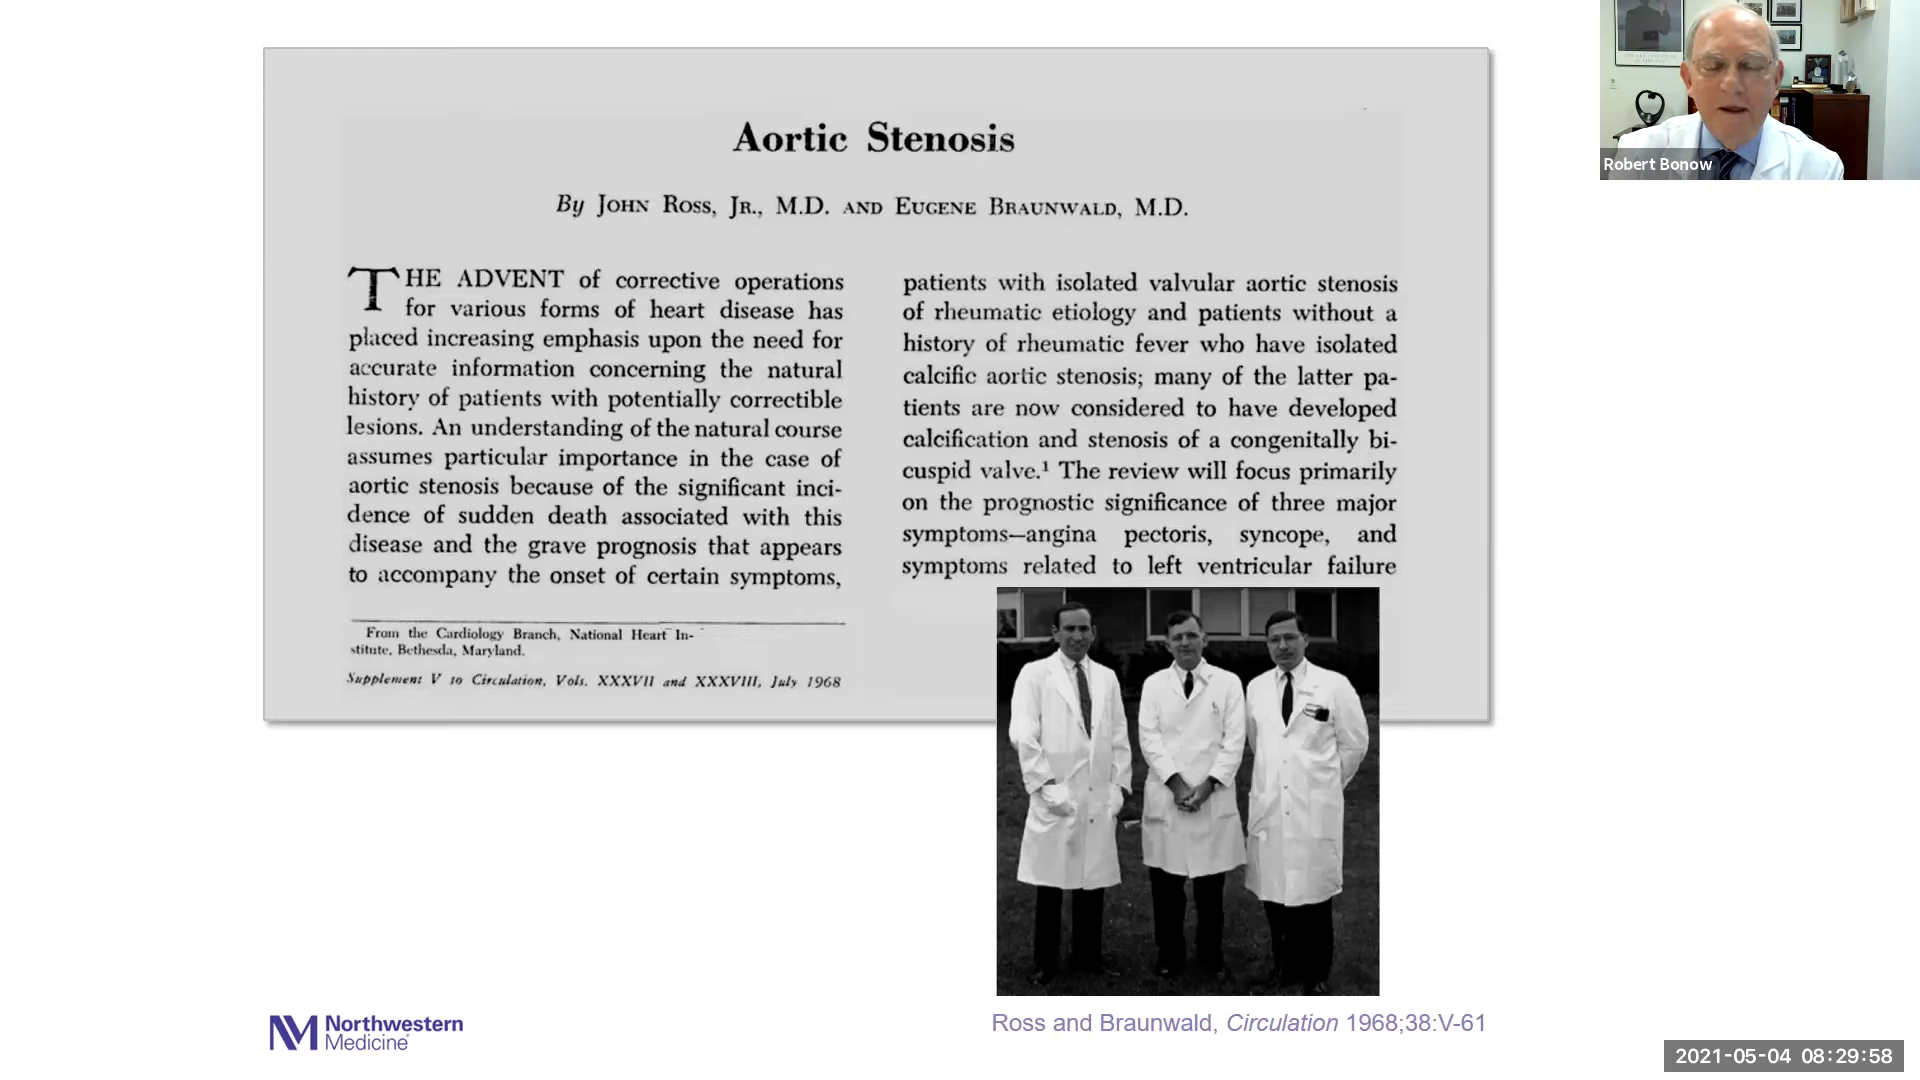 Aortic Stenosis
By JOHN ROSS, JR., M.D. AND EUGENE BRAUNWALD, M.D.
THE ADVENT of corrective operations
for various forms of heart disease has
placed increasing emphasis upon the need for
accurate information concerning the natural
history of patients with potentially correctible
lesions. An understanding of the natural course
assumes particular importance in the case of
aortic stenosis because of the significant inci-
dence of sudden death associated with this
disease and the grave prognosis that appears
to accompany the onset of certain symptoms,
From the Cardiology Branch, National Heart In-
stitute, Bethesda, Maryland.
Supplement V to Circulation, Vols. XXXVII and XXXVIII, July 1968
patients with isolated valvular aortic stenosis
of rheumatic etiology and patients without a
history of rheumatic fever who have isolated
calcific aortic stenosis; many of the latter pa-
tients are now considered to have developed
calcification and stenosis of a congenitally bi-
cuspid valve.¹ The review will focus primarily
on the prognostic significance of three major
symptoms—angina pectoris, syncope, and
symptoms related to left ventricular failure
Robert Bonow
Northwestern
Medicine
Ross and Braunwald, Circulation 1968;38:V-61
2021-05-04 08:29:58